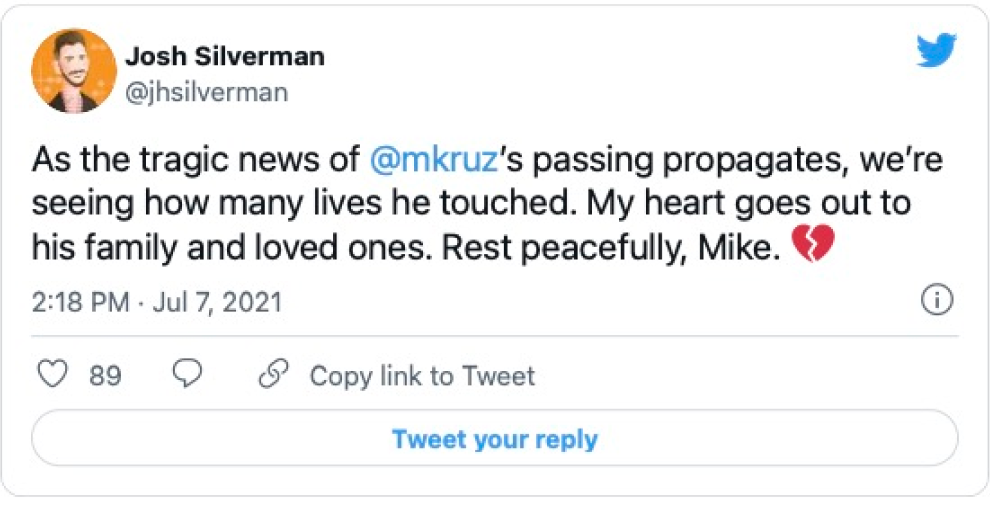 Josh Silverman
@jhsilverman
As the tragic news of @mkruz’s passing propagates, we’re
seeing how many lives he touched. My heart goes out to
his family and loved ones. Rest peacefully, Mike. 💔
2:18 PM · Jul 7, 2021
89
Copy link to Tweet
Tweet your reply